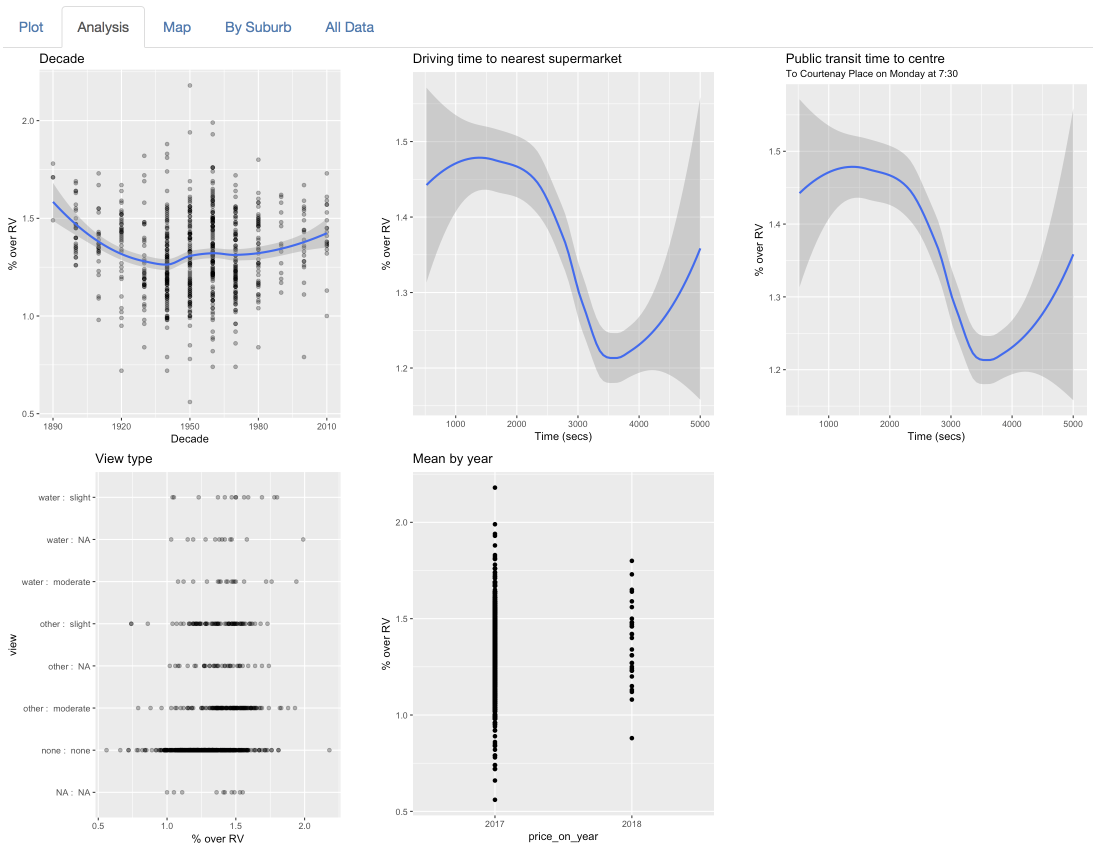 Plot Analysis Map By Suburb All Data
Decade
% over RV
2.0
1.5
1.0
0.5
1890 1920 1950 1980 2010
Decade
Driving time to nearest supermarket
% over RV
1.5
1.4
1.3
1.2
1000 2000 3000 4000 5000
Time (secs)
Public transit time to centre
To Courtenay Place on Monday at 7:30
% over RV
1.5
1.4
1.3
1.2
1000 2000 3000 4000 5000
Time (secs)
View type
view
water : slight
water : NA
water : moderate
other : slight
other : NA
other : moderate
none : none
NA : NA
0.5 1.0 1.5 2.0
% over RV
Mean by year
% over RV
2.0
1.5
1.0
0.5
2017 2018
price_on_year